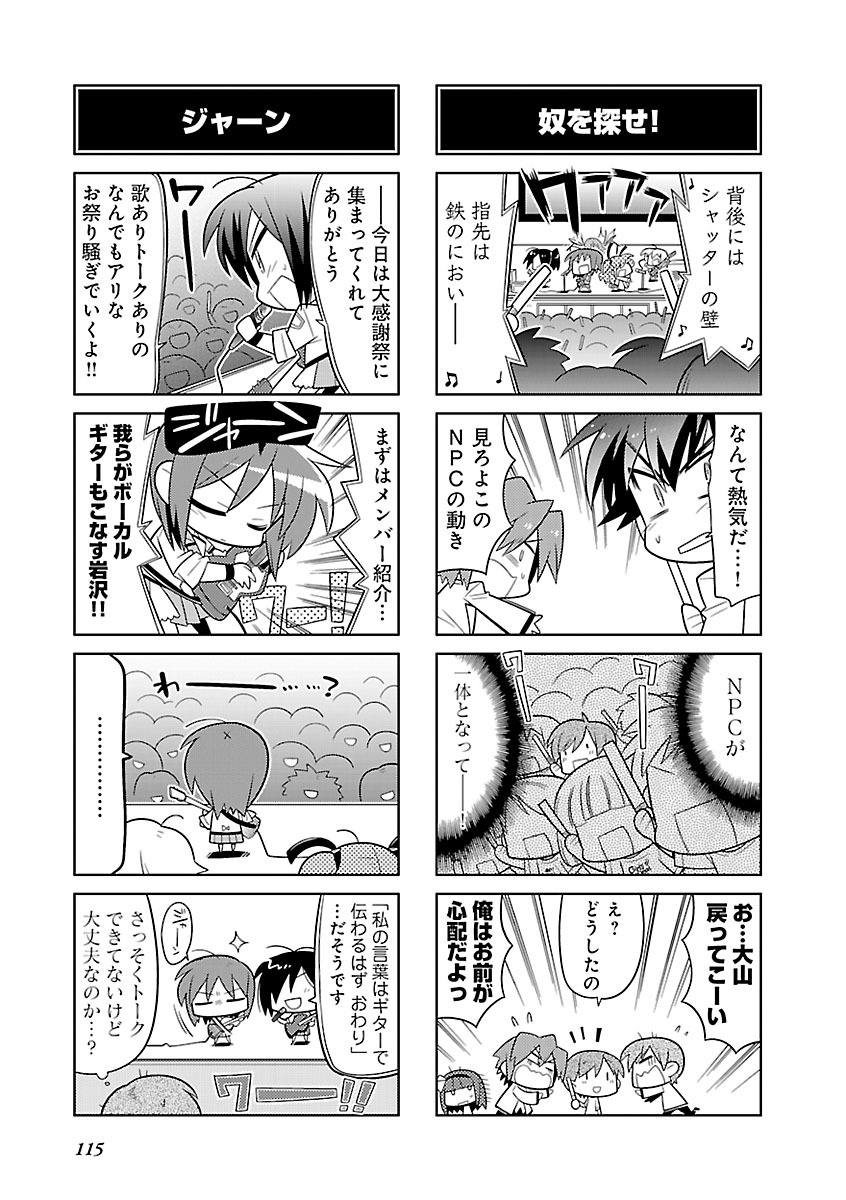 奴を探せ!
背後には
シャッターの壁
ワアアァ
指先は
鉄のにおい――
なんて熱気だ…!
見ろよこの
NPCの動き
NPCが
ワー
ワー
一体となって――!
お…大山
戻ってこーい
え?
どうしたの
俺はお前が
心配だよっ
ジャーン
――今日は大感謝祭に
集まってくれて
ありがとう
ワー
歌ありトークありの
なんでもアリな
お祭り騒ぎでいくよ!!
まずはメンバー紹介…
ジャーン
我らがボーカル
ギターもこなす岩沢!!
ワー!
わ――……?
……………
「私の言葉はギターで
伝わるはず おわり」
…だそうです
ジャーン
さっそくトーク
できてないけど
大丈夫なのか…?
ワー!!
115